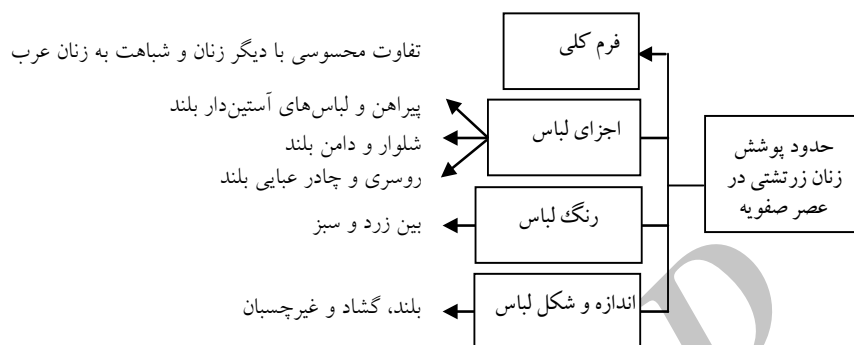 حدود پوشش
زنان زرتشتی در
عصر صفویه
فرم کلی
تفاوت محسوسی با دیگر زنان و شباهت به زنان عرب
اجزای لباس
پیراهن و لباس‌های آستین‌دار بلند
شلوار و دامن بلند
روسری و چادر عبایی بلند
رنگ لباس
بین زرد و سبز
اندازه و شکل لباس
بلند، گشاد و غیرچسبان
D